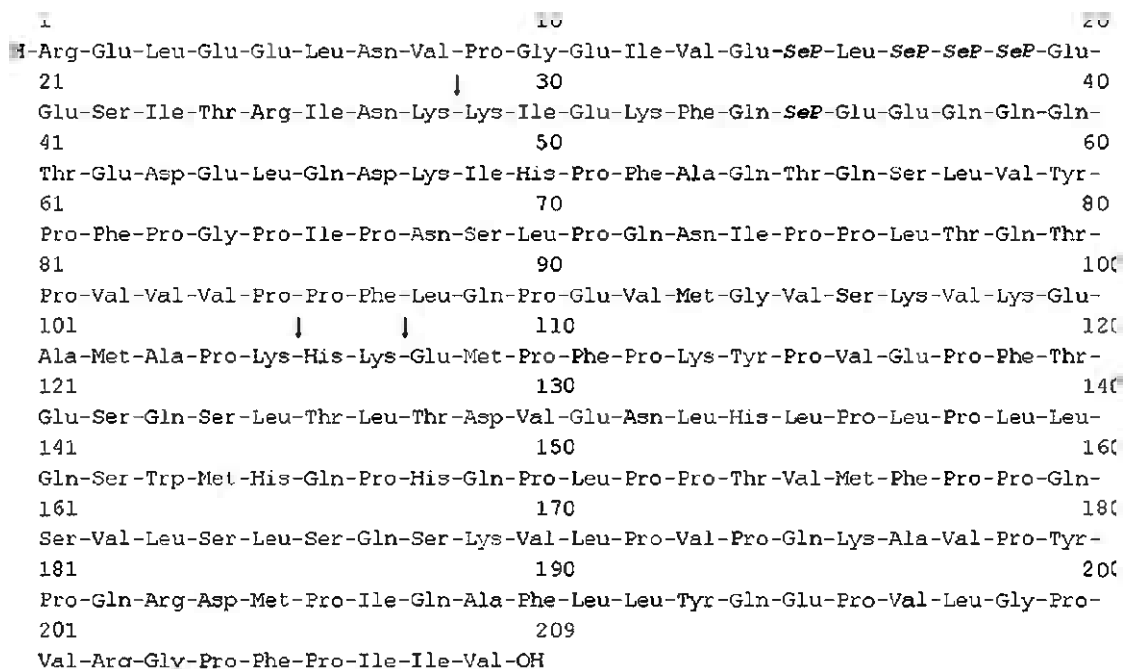 1 10 20
H-Arg-Glu-Leu-Glu-Glu-Leu-Asn-Val-Pro-Gly-Glu-Ile-Val-Glu-SeP-Leu-SeP-SeP-SeP-Glu-
21 ↓ 30 40
Glu-Ser-Ile-Thr-Arg-Ile-Asn-Lys-Lys-Ile-Glu-Lys-Phe-Gln-SeP-Glu-Glu-Gln-Gln-Gln-
41 50 60
Thr-Glu-Asp-Glu-Leu-Gln-Asp-Lys-Ile-His-Pro-Phe-Ala-Gln-Thr-Gln-Ser-Leu-Val-Tyr-
61 70 80
Pro-Phe-Pro-Gly-Pro-Ile-Pro-Asn-Ser-Leu-Pro-Gln-Asn-Ile-Pro-Pro-Leu-Thr-Gln-Thr-
81 90 100
Pro-Val-Val-Val-Pro-Pro-Phe-Leu-Gln-Pro-Glu-Val-Met-Gly-Val-Ser-Lys-Val-Lys-Glu-
101 ↓ ↓ 110 120
Ala-Met-Ala-Pro-Lys-His-Lys-Glu-Met-Pro-Phe-Pro-Lys-Tyr-Pro-Val-Glu-Pro-Phe-Thr-
121 130 140
Glu-Ser-Gln-Ser-Leu-Thr-Leu-Thr-Asp-Val-Glu-Asn-Leu-His-Leu-Pro-Leu-Pro-Leu-Leu-
141 150 160
Gln-Ser-Trp-Met-His-Gln-Pro-His-Gln-Pro-Leu-Pro-Pro-Thr-Val-Met-Phe-Pro-Pro-Gln-
161 170 180
Ser-Val-Leu-Ser-Leu-Ser-Gln-Ser-Lys-Val-Leu-Pro-Val-Pro-Gln-Lys-Ala-Val-Pro-Tyr-
181 190 200
Pro-Gln-Arg-Asp-Met-Pro-Ile-Gln-Ala-Phe-Leu-Leu-Tyr-Gln-Glu-Pro-Val-Leu-Gly-Pro-
201 209
Val-Arg-Gly-Pro-Phe-Pro-Ile-Ile-Val-OH